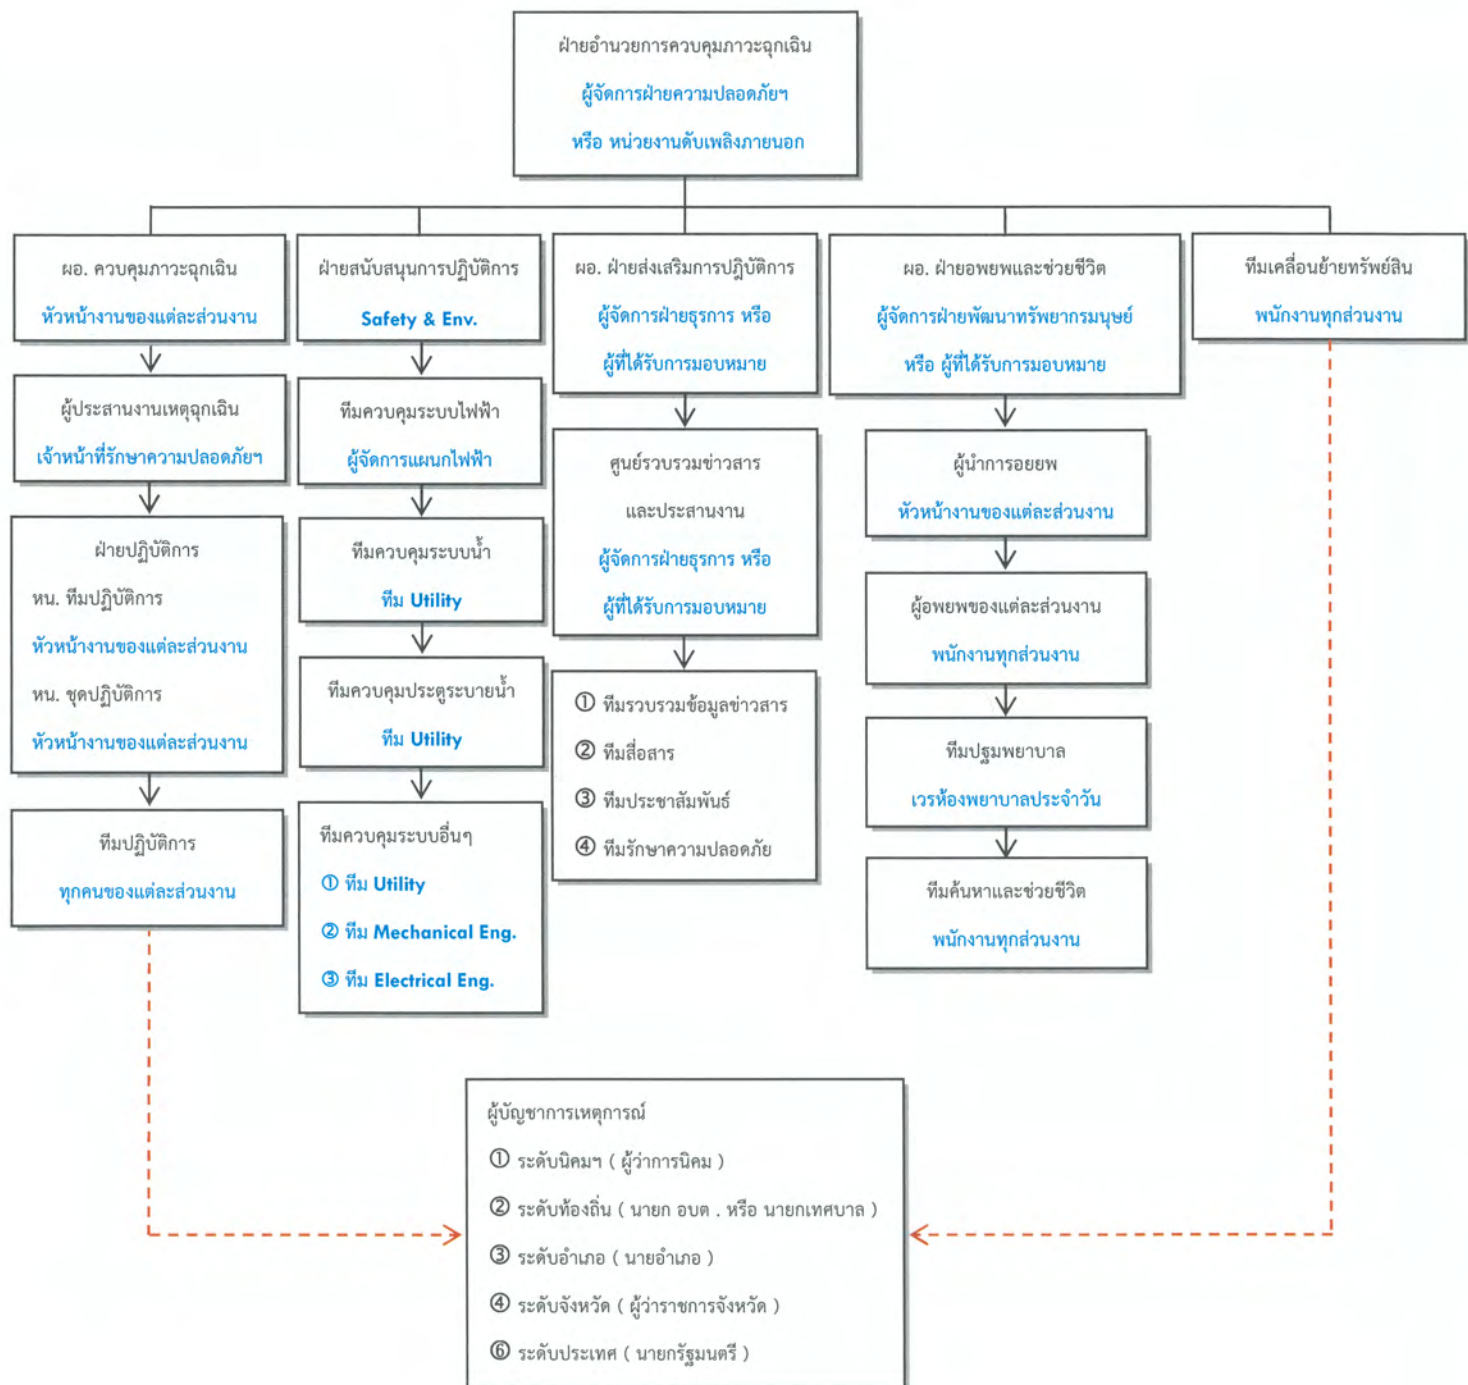 ฝ่ายอำนวยการควบคุมภาวะฉุกเฉิน
ผู้จัดการฝ่ายความปลอดภัยฯ
หรือ หน่วยงานดับเพลิงภายนอก
ผอ. ควบคุมภาวะฉุกเฉิน
หัวหน้างานของแต่ละส่วนงาน
ผู้ประสานงานเหตุฉุกเฉิน
เจ้าหน้าที่รักษาความปลอดภัยฯ
ฝ่ายปฏิบัติการ
หน. ทีมปฏิบัติการ
หัวหน้างานของแต่ละส่วนงาน
หน. ชุดปฏิบัติการ
หัวหน้างานของแต่ละส่วนงาน
ทีมปฏิบัติการ
ทุกคนของแต่ละส่วนงาน
ฝ่ายสนับสนุนการปฏิบัติการ
Safety & Env.
ทีมควบคุมระบบไฟฟ้า
ผู้จัดการแผนกไฟฟ้า
ทีมควบคุมระบบน้ำ
ทีม Utility
ทีมควบคุมประตูระบายน้ำ
ทีม Utility
ทีมควบคุมระบบอื่นๆ
① ทีม Utility
② ทีม Mechanical Eng.
③ ทีม Electrical Eng.
ผอ. ฝ่ายส่งเสริมการปฎิบัติการ
ผู้จัดการฝ่ายธุรการ หรือ
ผู้ที่ได้รับการมอบหมาย
ศูนย์รวบรวมข่าวสาร
และประสานงาน
ผู้จัดการฝ่ายธุรการ หรือ
ผู้ที่ได้รับการมอบหมาย
① ทีมรวบรวมข้อมูลข่าวสาร
② ทีมสื่อสาร
③ ทีมประชาสัมพันธ์
④ ทีมรักษาความปลอดภัย
ผอ. ฝ่ายอพยพและช่วยชีวิต
ผู้จัดการฝ่ายพัฒนาทรัพยากรมนุษย์
หรือ ผู้ที่ได้รับการมอบหมาย
ผู้นำการอยยพ
หัวหน้างานของแต่ละส่วนงาน
ผู้อพยพของแต่ละส่วนงาน
พนักงานทุกส่วนงาน
ทีมปฐมพยาบาล
เวรห้องพยาบาลประจำวัน
ทีมค้นหาและช่วยชีวิต
พนักงานทุกส่วนงาน
ทีมเคลื่อนย้ายทรัพย์สิน
พนักงานทุกส่วนงาน
ผู้บัญชาการเหตุการณ์
① ระดับนิคมฯ ( ผู้ว่าการนิคม )
② ระดับท้องถิ่น ( นายก อบต . หรือ นายกเทศบาล )
③ ระดับอำเภอ ( นายอำเภอ )
④ ระดับจังหวัด ( ผู้ว่าราชการจังหวัด )
⑥ ระดับประเทศ ( นายกรัฐมนตรี )